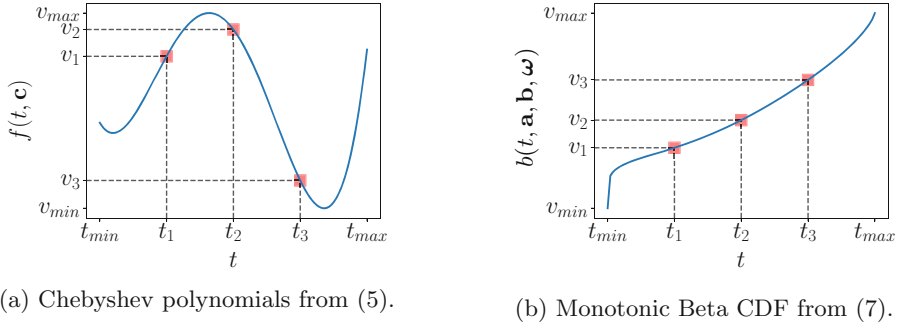 v_max
v_2
v_1
v_3
v_min
f(t, c)
t_min t_1 t_2 t_3 t_max
t
(a) Chebyshev polynomials from (5).
v_max
v_3
v_2
v_1
v_min
b(t, a, b, ω)
t_min t_1 t_2 t_3 t_max
t
(b) Monotonic Beta CDF from (7).